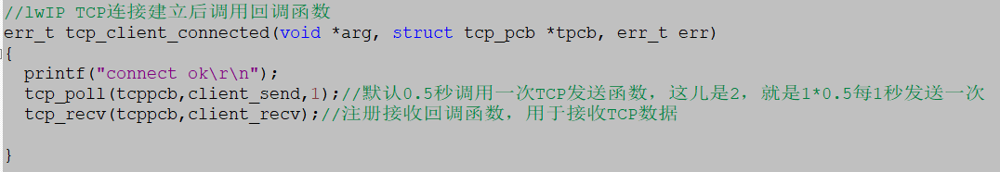 //lwIP TCP连接建立后调用回调函数
err_t tcp_client_connected(void *arg, struct tcp_pcb *tpcb, err_t err)
{
printf("connect ok\r\n");
tcp_poll(tcppcb,client_send,1);//默认0.5秒调用一次TCP发送函数，这儿是2，就是1*0.5每1秒发送一次
tcp_recv(tcppcb,client_recv);//注册接收回调函数，用于接收TCP数据
}